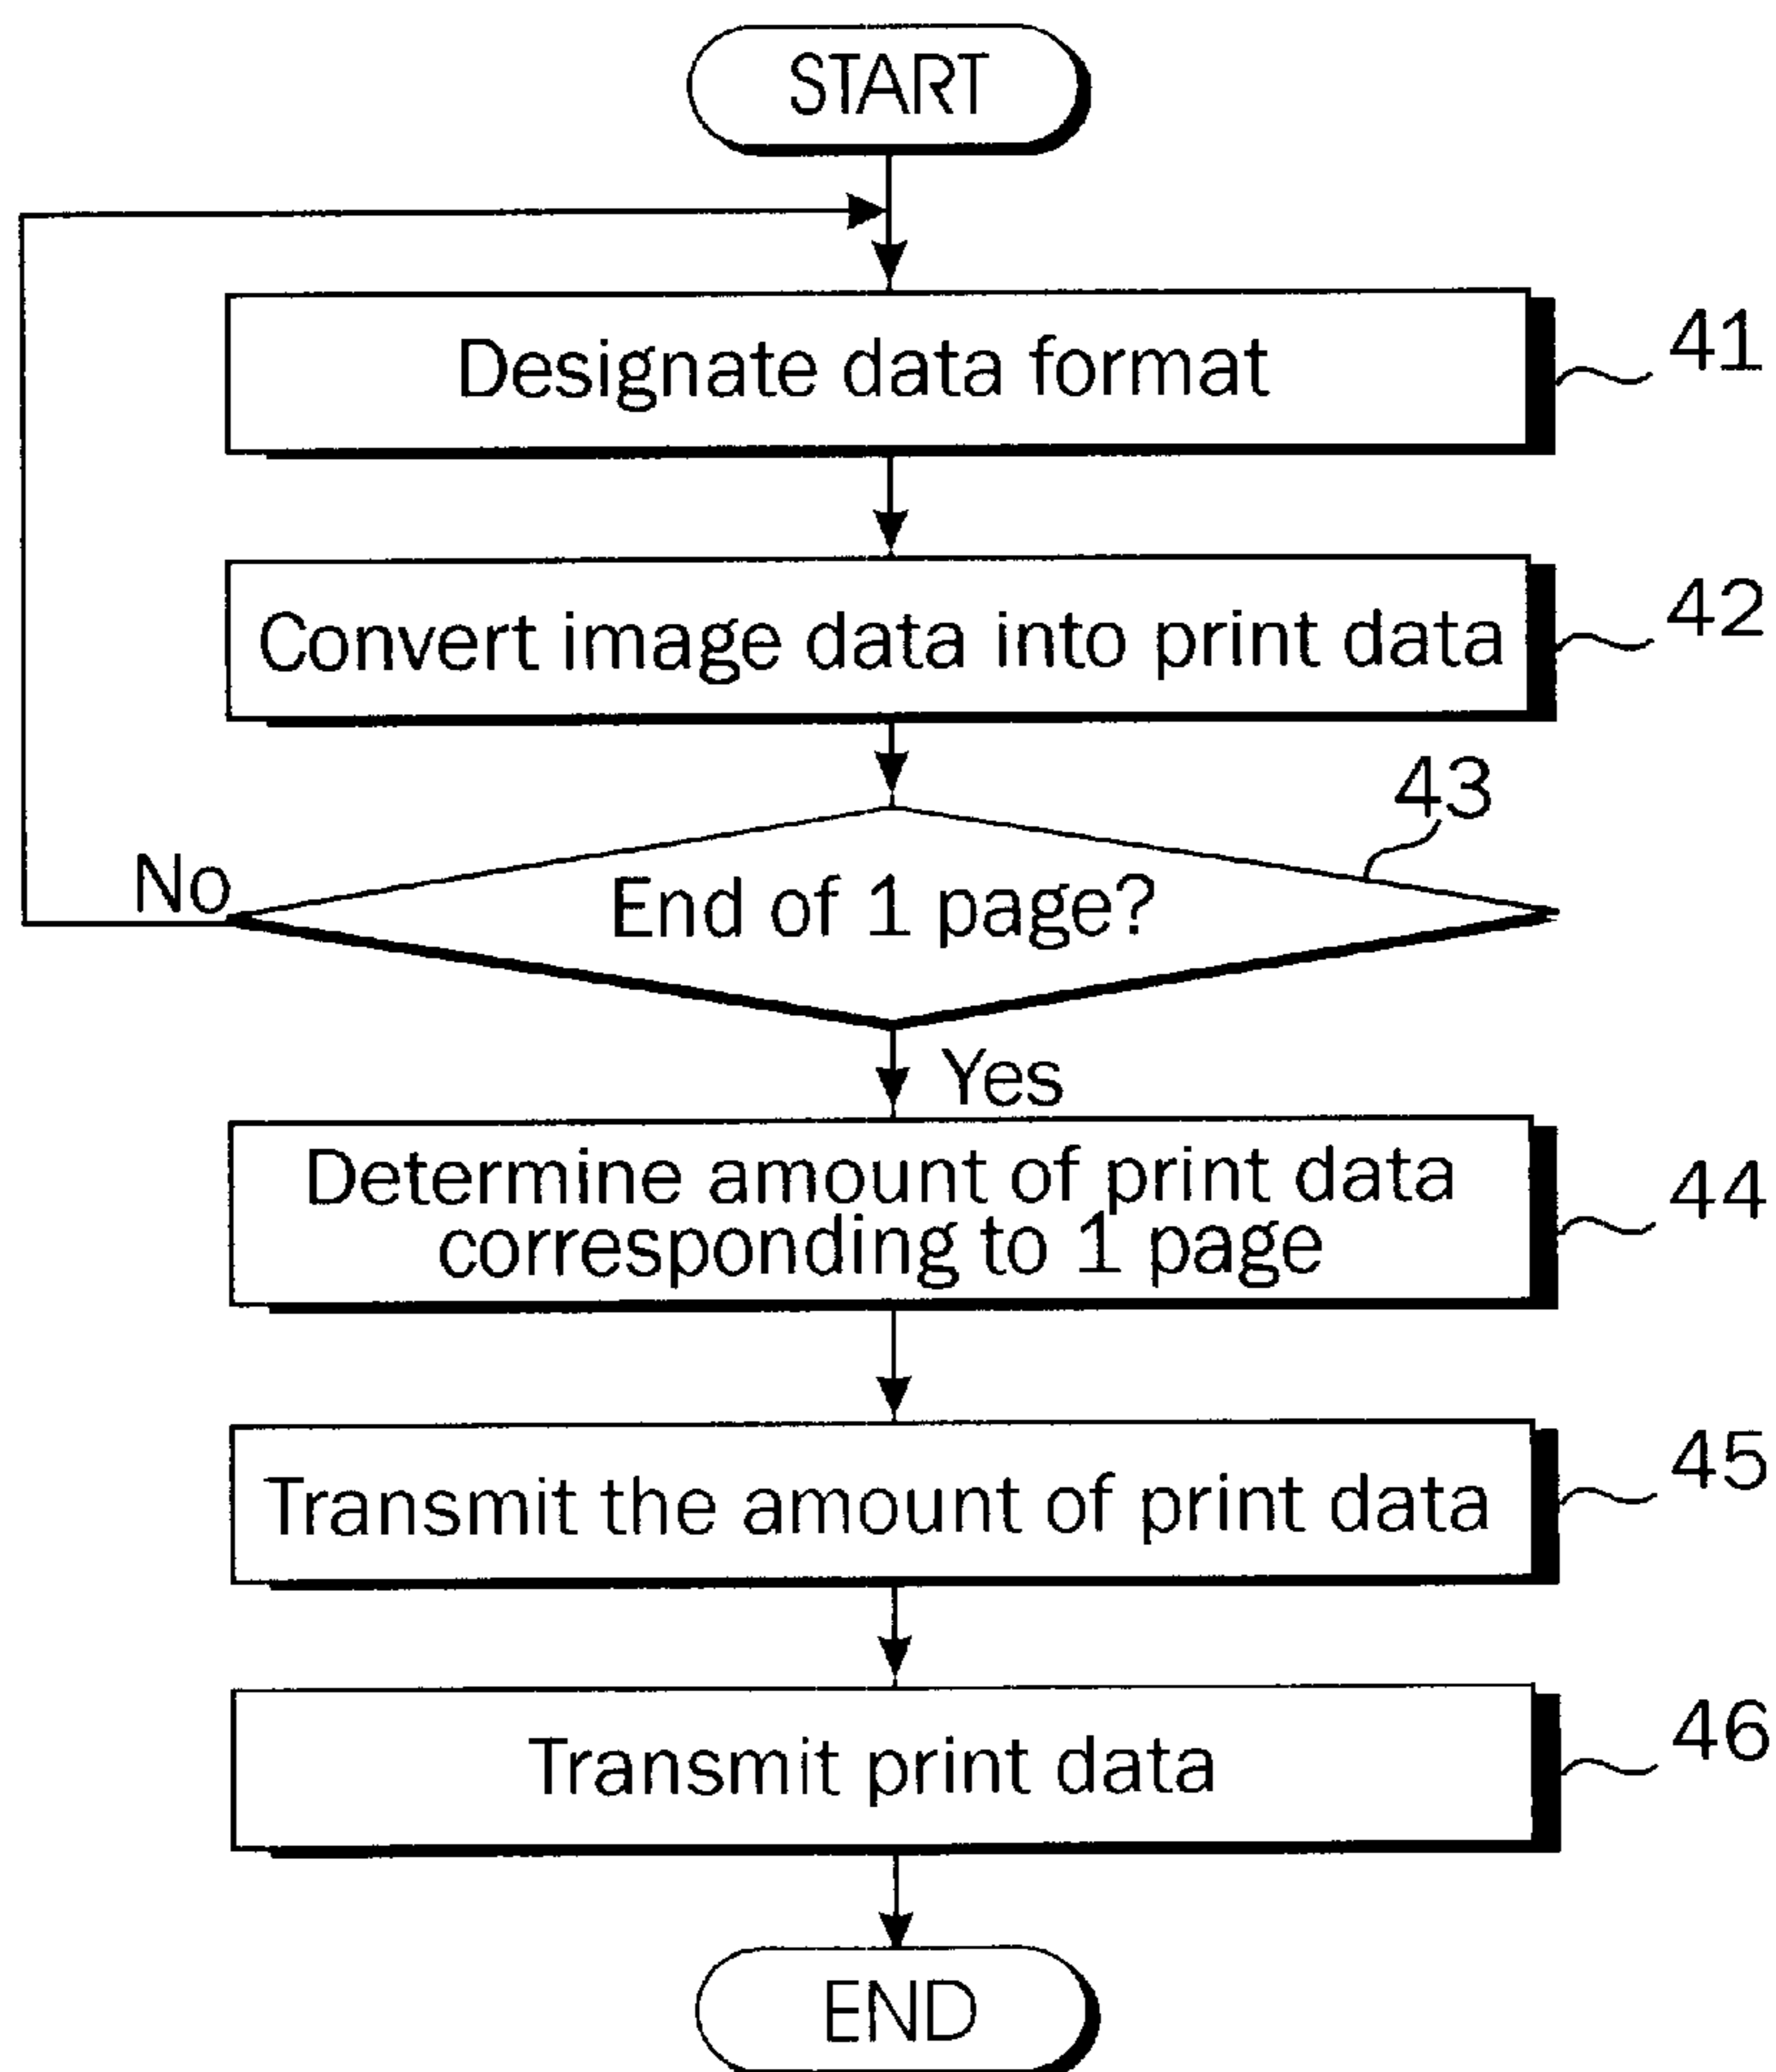 START
Designate data format
41
Convert image data into print data
42
43
No
End of 1 page?
Yes
Determine amount of print data
corresponding to 1 page
44
Transmit the amount of print data
45
Transmit print data
46
END